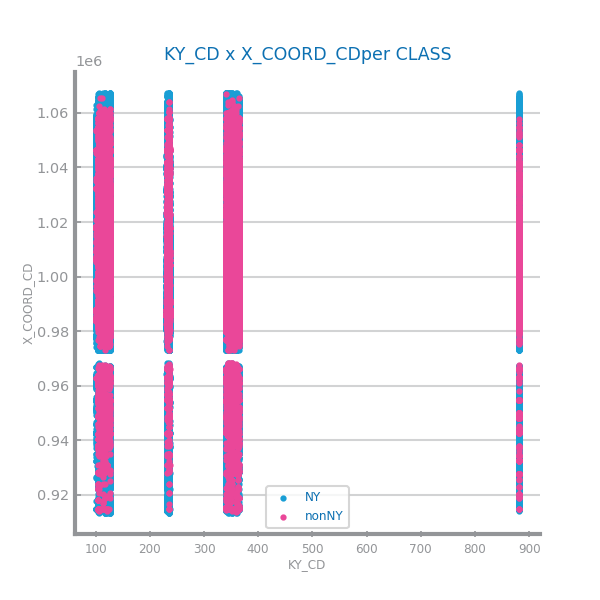 KY_CD x X_COORD_CDper CLASS
1e6
1.06
1.04
1.02
1.00
0.98
0.96
0.94
0.92
X_COORD_CD
NY
nonNY
100 200 300 400 500 600 700 800 900
KY_CD